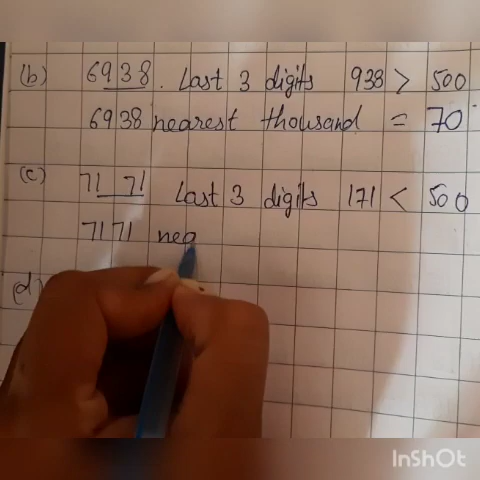 (b) 6938. Last 3 digits 938 > 500
6938 nearest thousand = 70
(c) 7171 Last 3 digits 171 < 500
7171 nea
(d)
InShOt